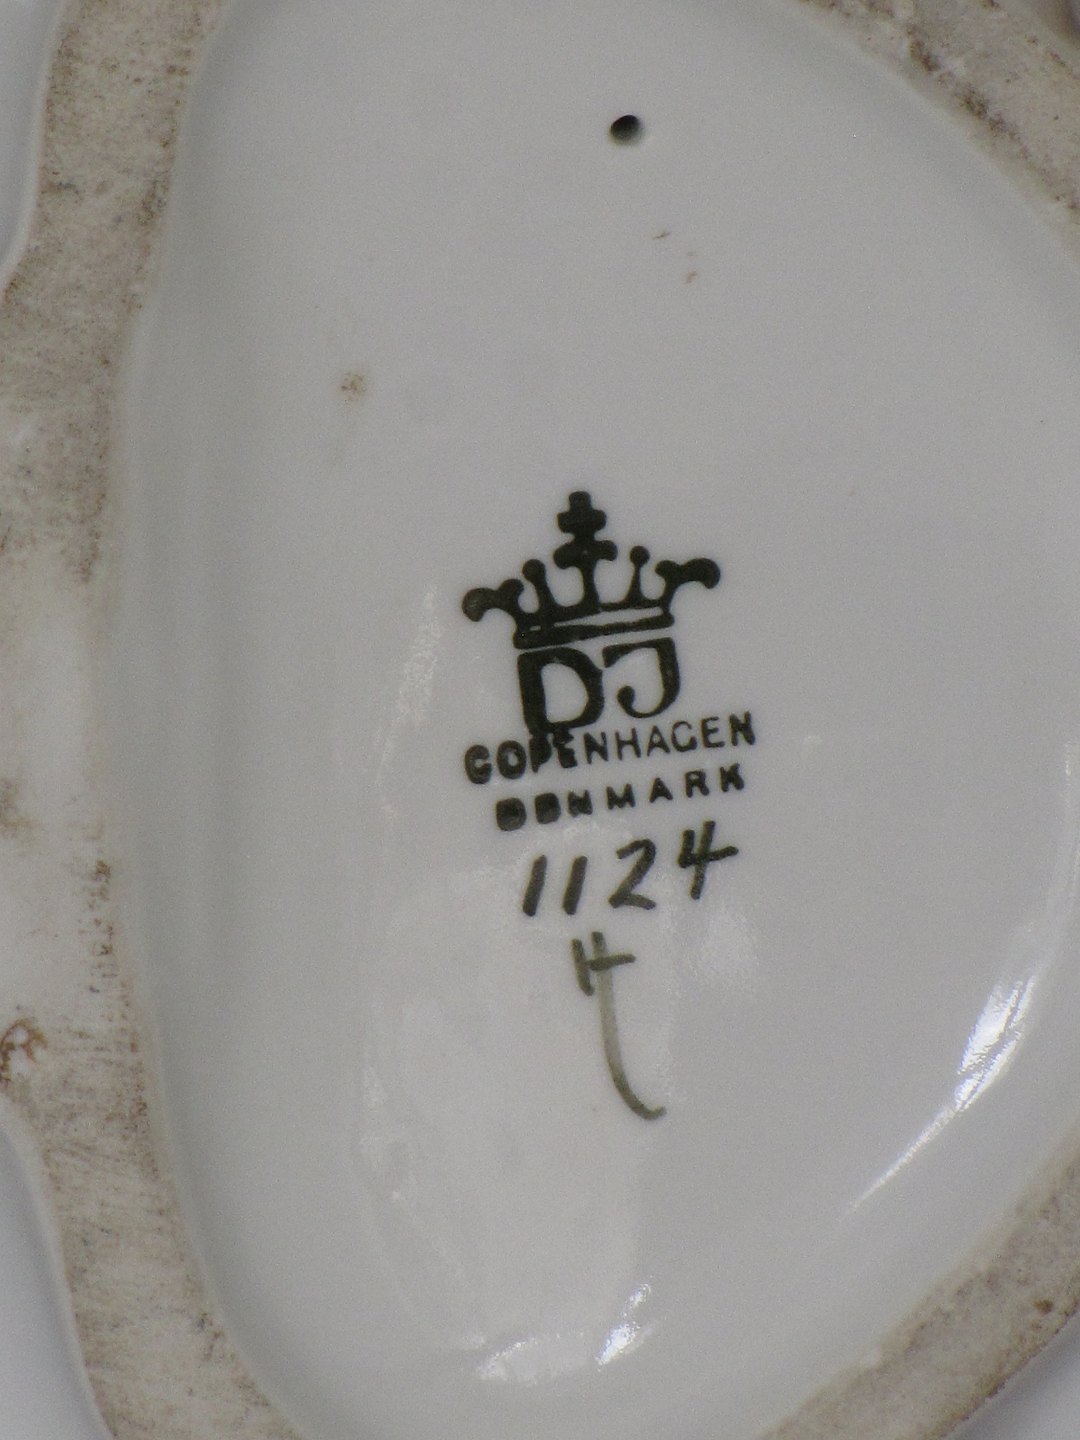 DJ
COPENHAGEN
DENMARK
1124
H